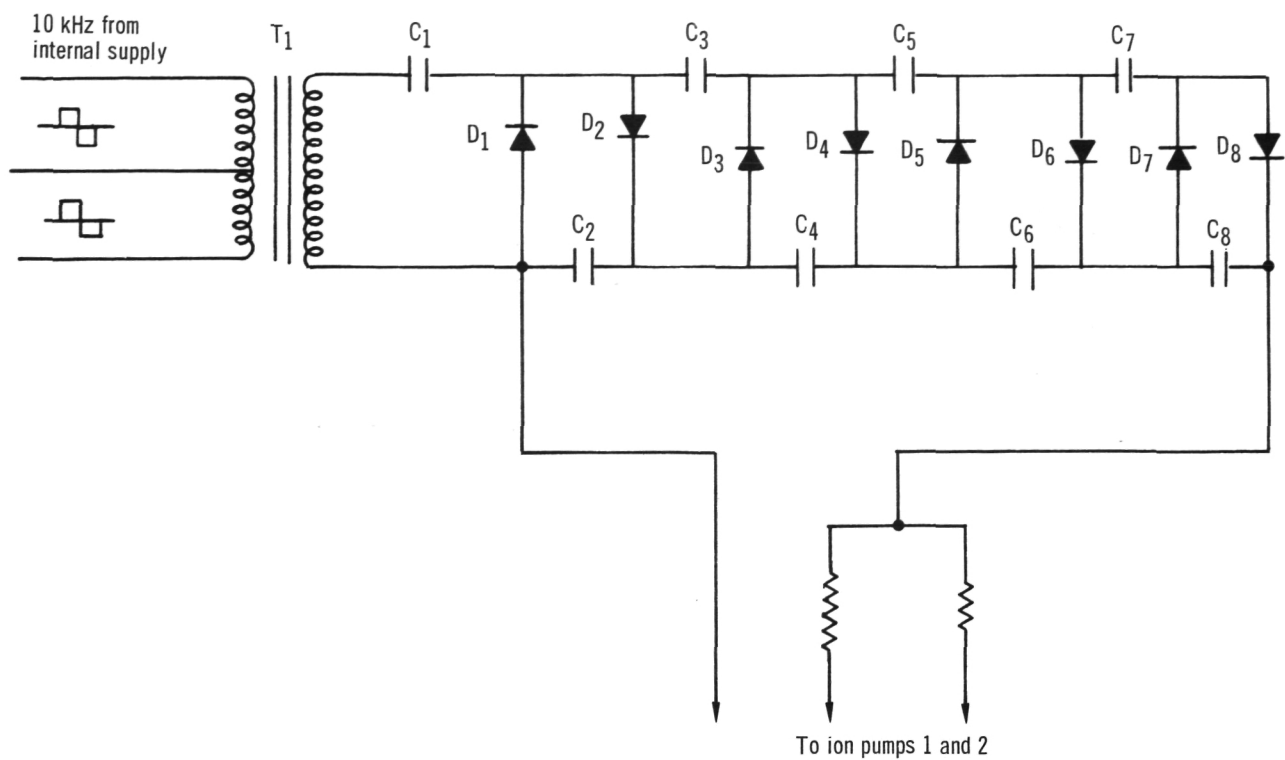 10 kHz from
internal supply
T1
C1
C3
C5
C7
D1
D2
D3
D4
D5
D6
D7
D8
C2
C4
C6
C8
To ion pumps 1 and 2